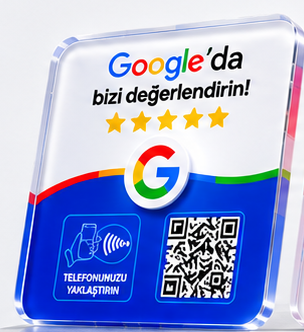 Google'da
bizi değerlendirin!
G
TELEFONUNUZU
YAKLAŞTIRIN